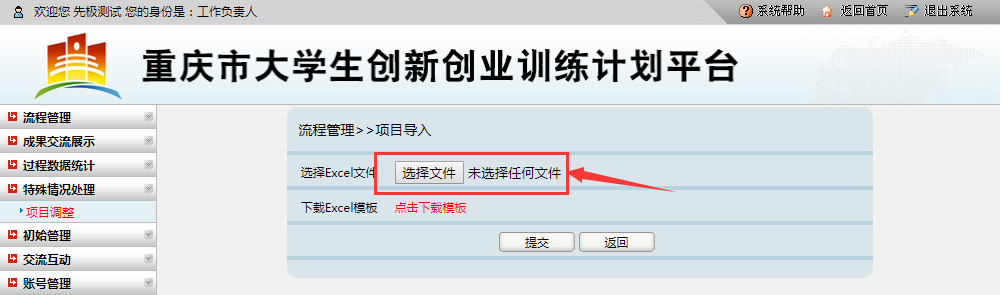 欢迎您 先极测试 您的身份是：工作负责人
系统帮助 返回首页 退出系统
重庆市大学生创新创业训练计划平台
流程管理
成果交流展示
过程数据统计
特殊情况处理
项目调整
初始管理
交流互动
账号管理
流程管理>>项目导入
选择Excel文件 选择文件 未选择任何文件
下载Excel模板 点击下载模板
提交 返回